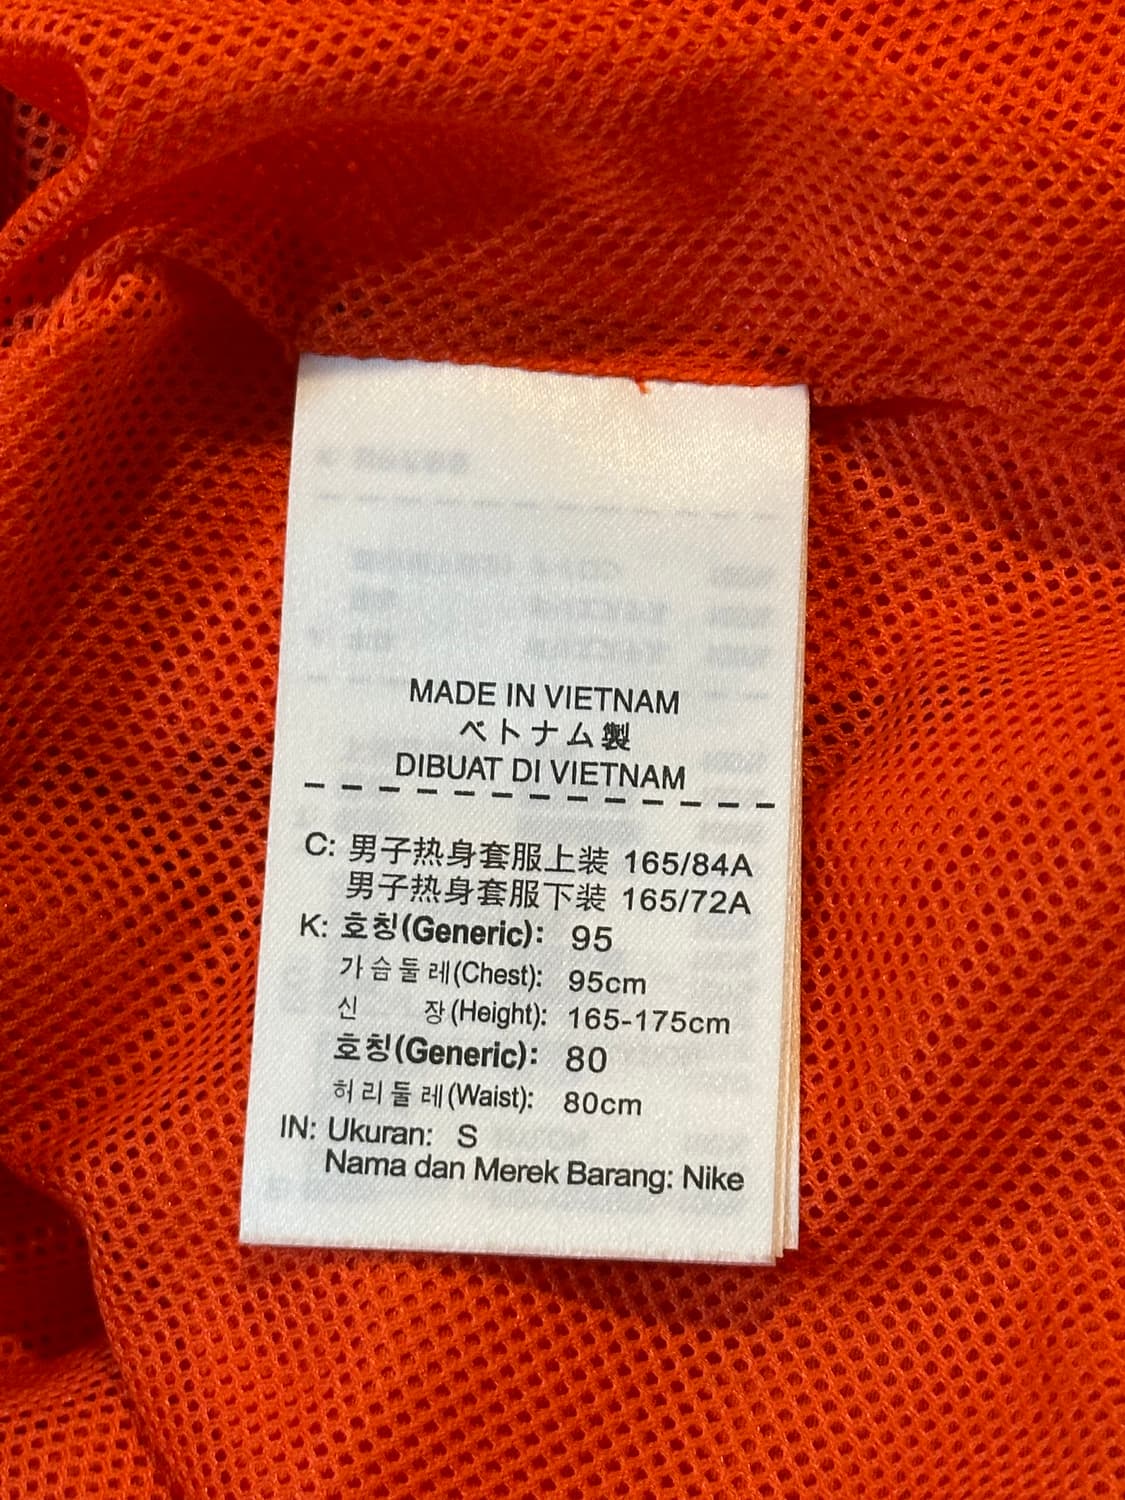 MADE IN VIETNAM
ベトナム製
DIBUAT DI VIETNAM
C: 男子热身套服上装 165/84A
男子热身套服下装 165/72A
K: 호칭(Generic): 95
가슴둘레(Chest): 95cm
신 장(Height): 165-175cm
호칭(Generic): 80
허리둘레(Waist): 80cm
IN: Ukuran: S
Nama dan Merek Barang: Nike